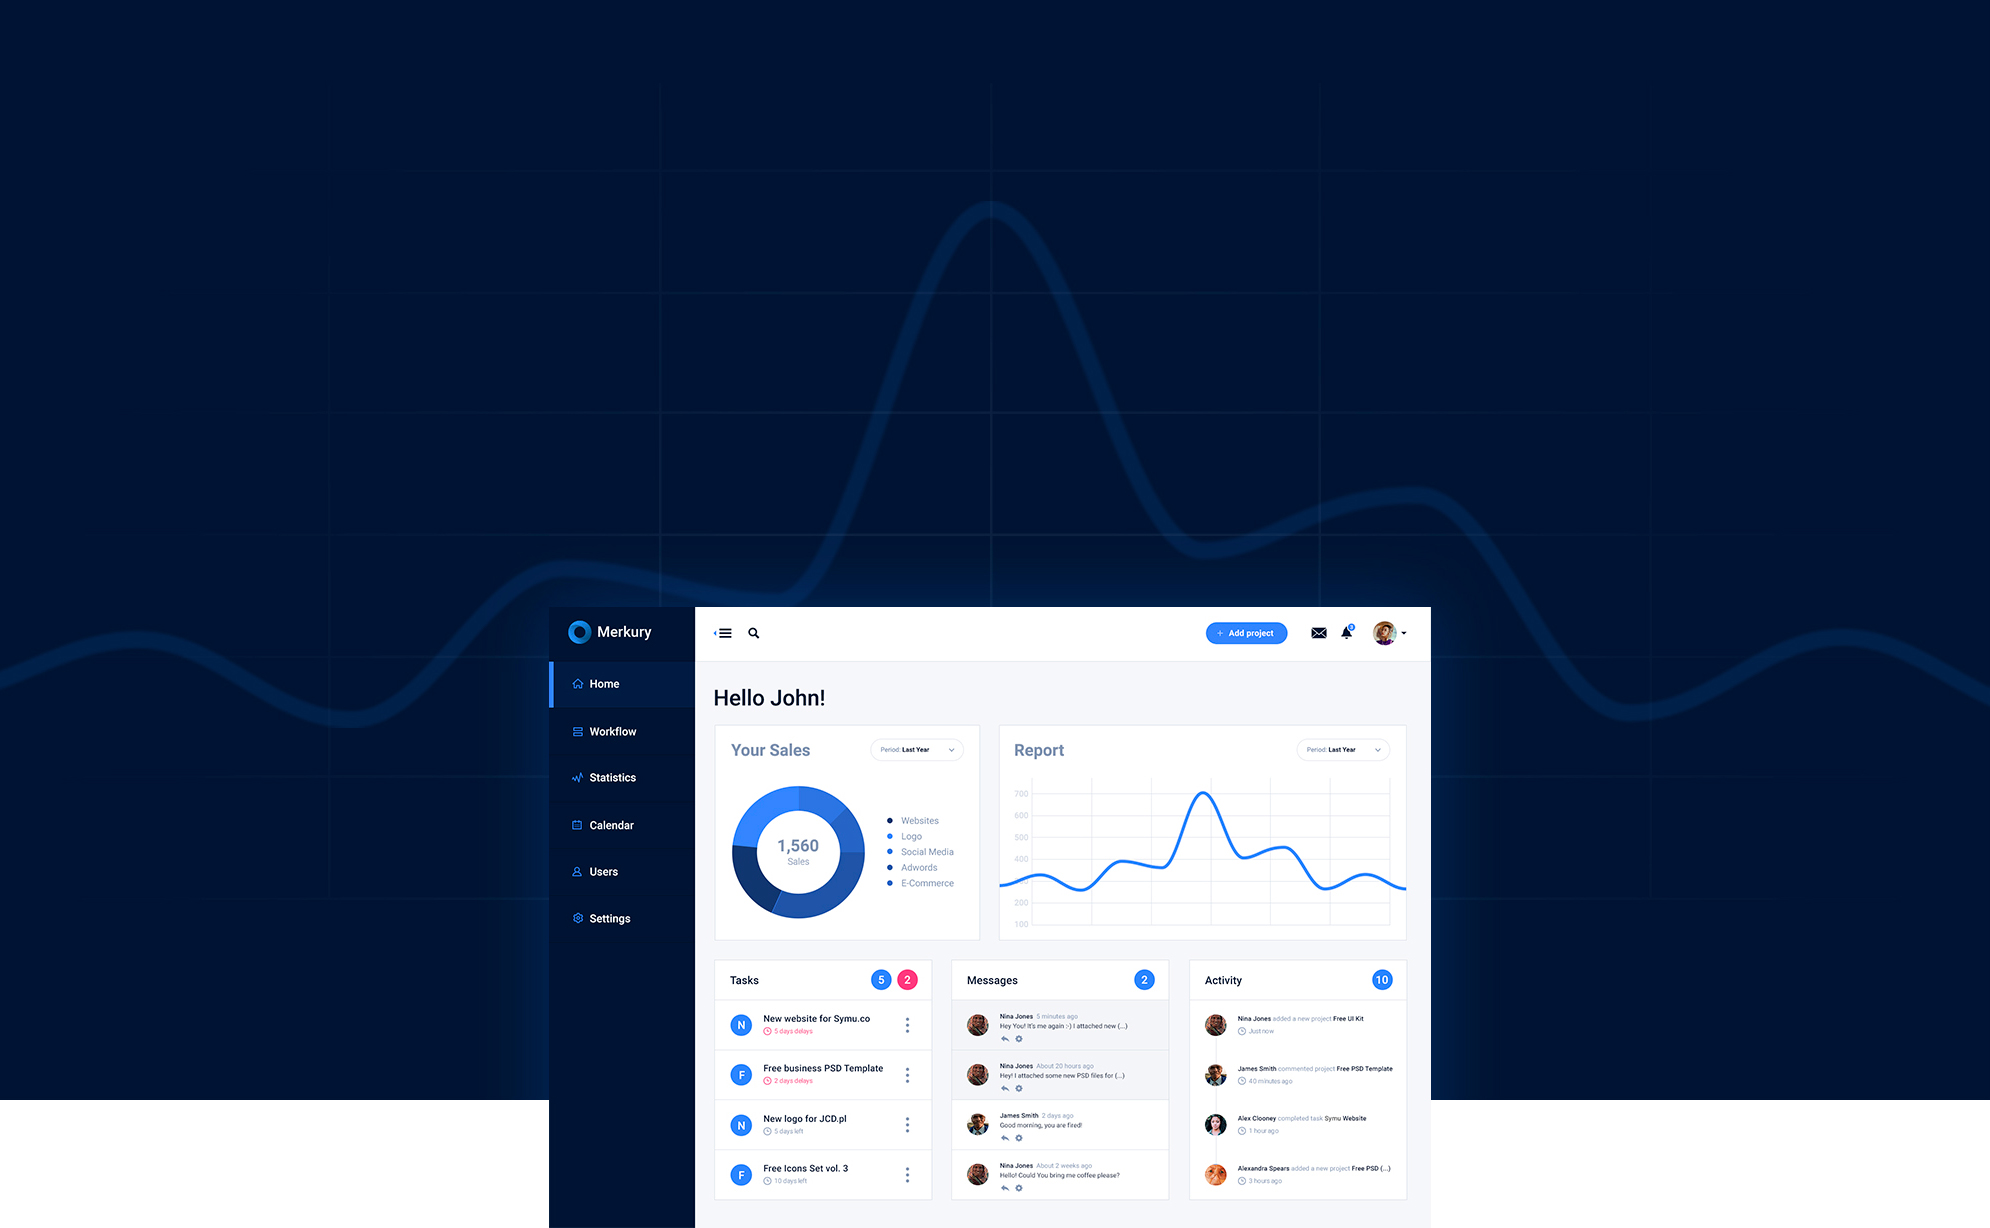 Merkury
Add project
3
Home
Workflow
Statistics
Calendar
Users
Settings
Hello John!
Your Sales
Period: Last Year
1,560
Sales
Websites
Logo
Social Media
Adwords
E-Commerce
Report
Period: Last Year
700
600
500
400
200
100
Tasks
5
2
N
New website for Symu.co
5 days delays
F
Free business PSD Template
2 days delays
N
New logo for JCD.pl
5 days left
F
Free Icons Set vol. 3
10 days left
Messages
2
Nina Jones 5 minutes ago
Hey You! It's me again :-) I attached new (...)
Nina Jones About 20 hours ago
Hey! I attached some new PSD files for (...)
James Smith 2 days ago
Good morning, you are fired!
Nina Jones About 2 weeks ago
Hello! Could You bring me coffee please?
Activity
10
Nina Jones added a new project Free UI Kit
Just now
James Smith commented project Free PSD Template
40 minutes ago
Alex Clooney completed task Symu Website
1 hour ago
Alexandra Spears added a new project Free PSD (...)
3 hours ago